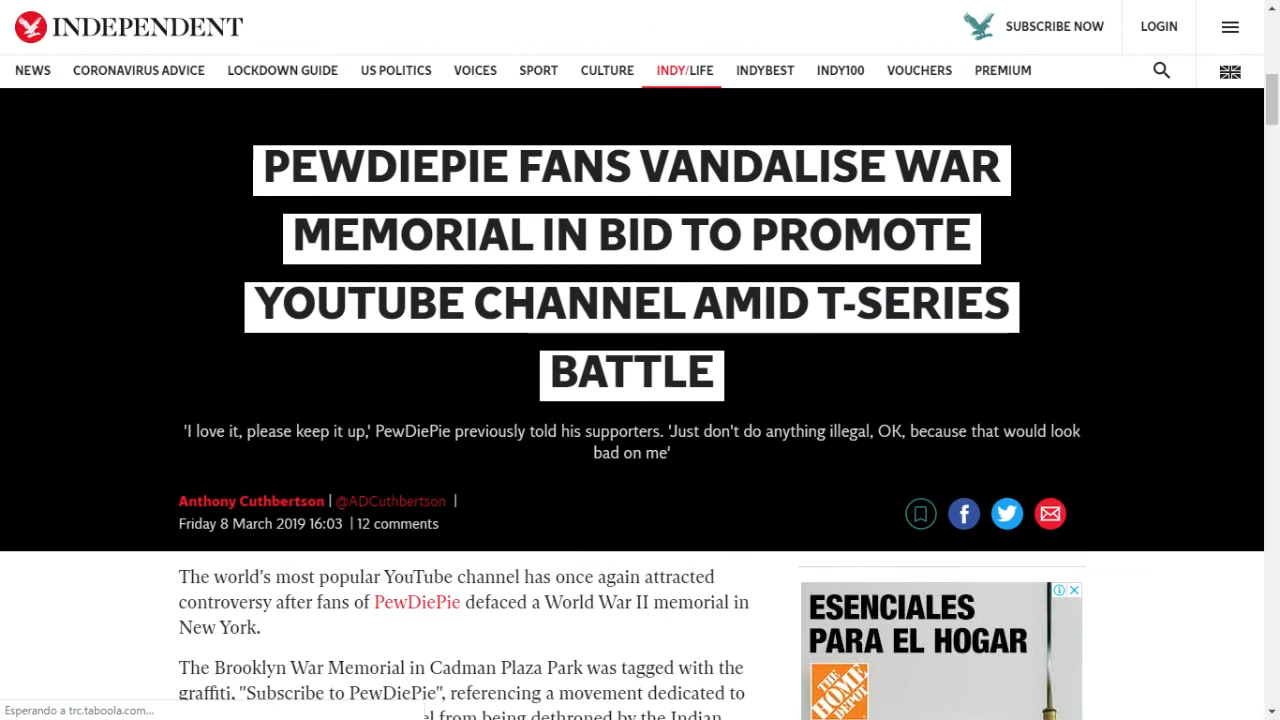 INDEPENDENT
SUBSCRIBE NOW
LOGIN
NEWS CORONAVIRUS ADVICE LOCKDOWN GUIDE US POLITICS VOICES SPORT CULTURE INDY/LIFE INDYBEST INDY100 VOUCHERS PREMIUM
PEWDIEPIE FANS VANDALISE WAR
MEMORIAL IN BID TO PROMOTE
YOUTUBE CHANNEL AMID T-SERIES
BATTLE
'I love it, please keep it up,' PewDiePie previously told his supporters. 'Just don't do anything illegal, OK, because that would look
bad on me'
Anthony Cuthbertson | @ADCuthbertson |
Friday 8 March 2019 16:03 | 12 comments
The world's most popular YouTube channel has once again attracted
controversy after fans of PewDiePie defaced a World War II memorial in
New York.
The Brooklyn War Memorial in Cadman Plaza Park was tagged with the
graffiti, "Subscribe to PewDiePie", referencing a movement dedicated to
from being dethroned by the Indian
ESENCIALES
PARA EL HOGAR
THE HOME DEPOT
Esperando a trc.taboola.com...